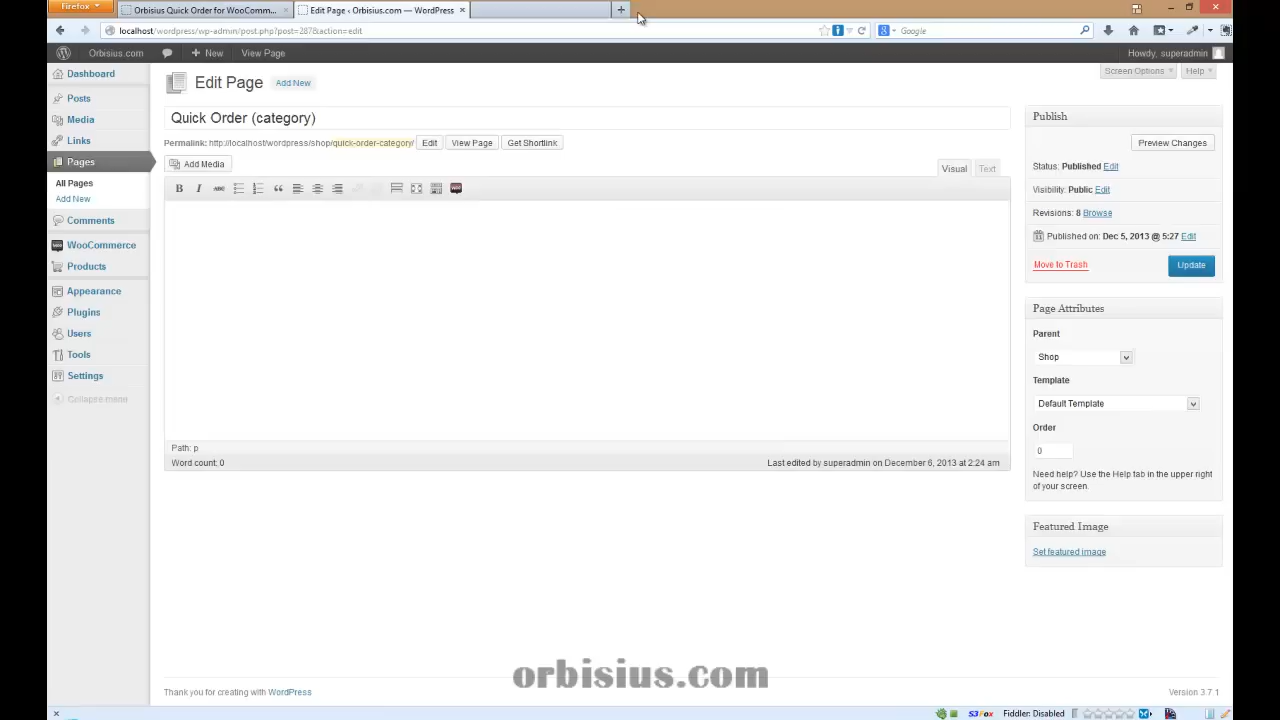 Firefox
Orbisius Quick Order for WooComm...
Edit Page ‹ Orbisius.com — WordPress
localhost/wordpress/wp-admin/post.php?post=287&action=edit
Google
Orbisius.com
+ New
View Page
Howdy, superadmin
Dashboard
Posts
Media
Links
Pages
All Pages
Add New
Comments
WooCommerce
Products
Appearance
Plugins
Users
Tools
Settings
Collapse menu
Screen Options
Help
Edit Page
Add New
Quick Order (category)
Permalink: http://localhost/wordpress/shop/quick-order-category/
Edit
View Page
Get Shortlink
Add Media
Visual
Text
B I ABC
Path: p
Word count: 0
Last edited by superadmin on December 6, 2013 at 2:24 am
Publish
Preview Changes
Status: Published Edit
Visibility: Public Edit
Revisions: 8 Browse
Published on: Dec 5, 2013 @ 5:27 Edit
Move to Trash
Update
Page Attributes
Parent
Shop
Template
Default Template
Order
0
Need help? Use the Help tab in the upper right
of your screen.
Featured Image
Set featured image
orbisius.com
Thank you for creating with WordPress
Version 3.7.1
S3Fox
Fiddler: Disabled